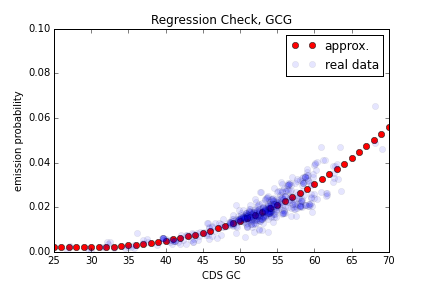 Regression Check, GCG
0.10
0.08
0.06
0.04
0.02
0.00
emission probability
approx.
real data
25 30 35 40 45 50 55 60 65 70
CDS GC